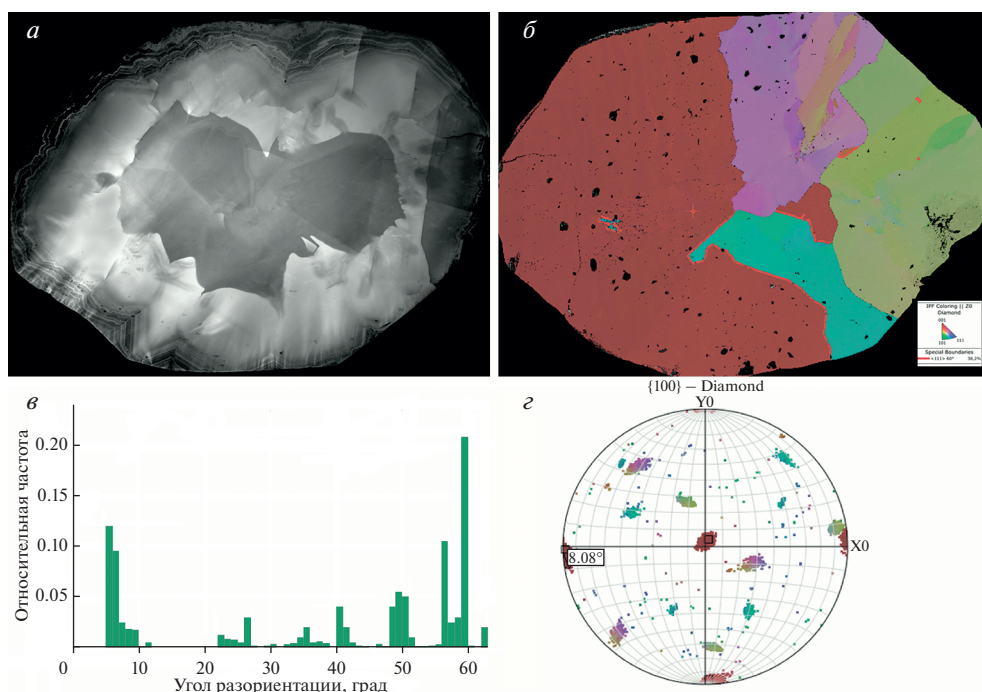 а
б
IPF Coloring || Z0
Diamond
001
101
111
Special Boundaries
<111> 60°
38,2%
в
Относительная частота
0.20
0.15
0.10
0.05
0
10
20
30
40
50
60
Угол разориентации, град
г
{100} – Diamond
Y0
X0
8.08°